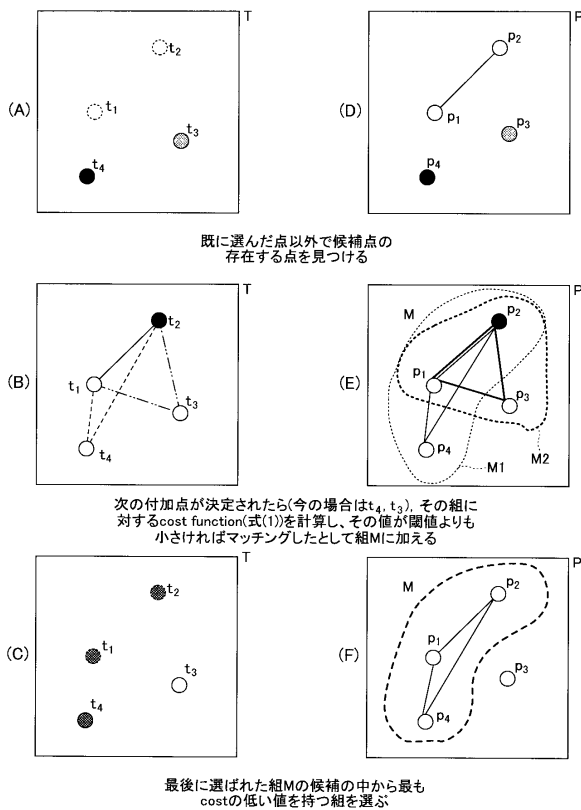 T
P
(A)
t₂
t₁
t₃
t₄
(D)
p₂
p₁
p₃
p₄
既に選んだ点以外で候補点の
存在する点を見つける
T
P
(B)
t₂
t₁
t₃
t₄
(E)
M
p₂
p₁
p₃
p₄
M1
M2
次の付加点が決定されたら(今の場合はt₄, t₃), その組に
対するcost function(式(1))を計算し、その値が閾値よりも
小さければマッチングしたとして組Mに加える
T
P
(C)
t₂
t₁
t₃
t₄
(F)
M
p₂
p₁
p₃
p₄
最後に選ばれた組Mの候補の中から最も
costの低い値を持つ組を選ぶ